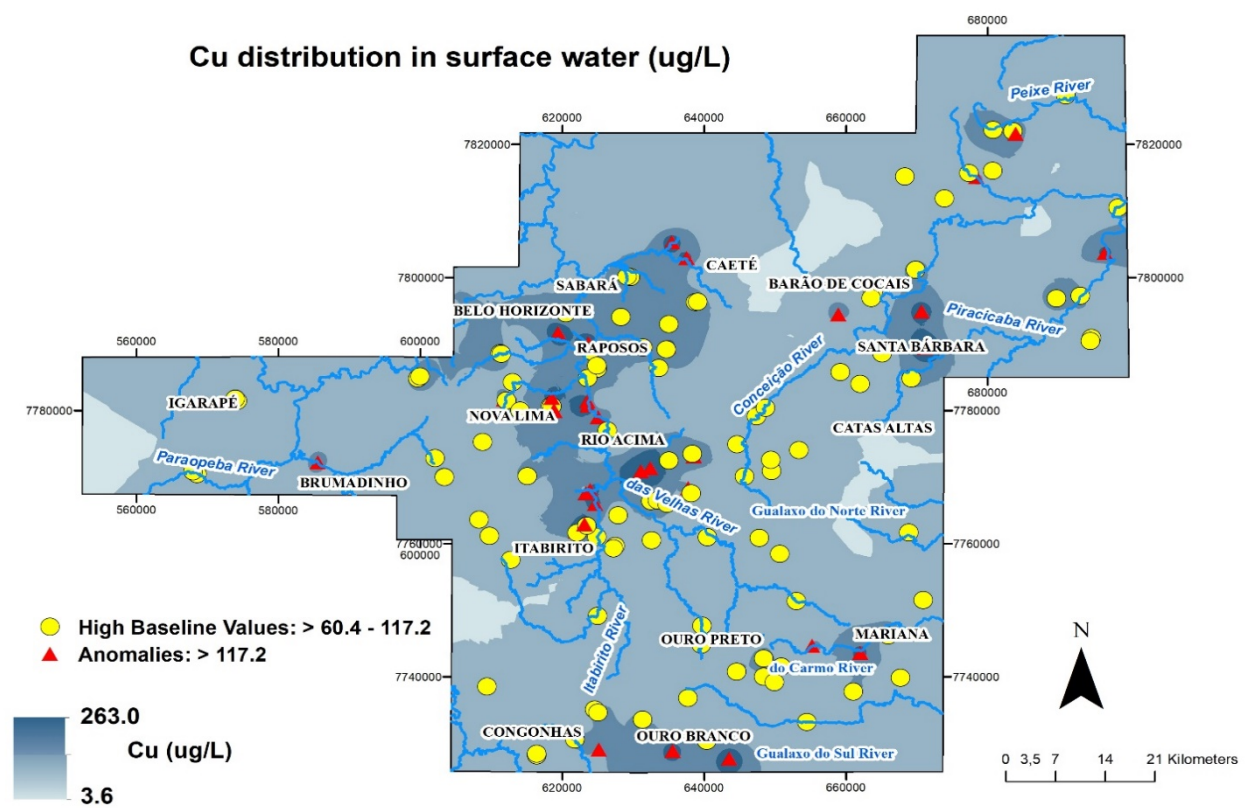 Cu distribution in surface water (ug/L)
680000
Peixe River
620000 640000 660000
7820000 7820000
CAETÉ
7800000 SABARÁ BARÃO DE COCAIS 7800000
BELO HORIZONTE
Piracicaba River
560000 580000 600000 RAPOSOS SANTA BÁRBARA
Conceição River
680000
IGARAPÉ
7780000 NOVA LIMA 7780000
CATAS ALTAS
RIO ACIMA
Paraopeba River
BRUMADINHO
das Velhas River
560000 580000
Gualaxo do Norte River
7760000 ITABIRITO 7760000
600000
High Baseline Values: > 60.4 - 117.2
Anomalies: > 117.2
OURO PRETO MARIANA
N
do Carmo River
Itabirito River
7740000 7740000
263.0
Cu (ug/L)
3.6
CONGONHAS OURO BRANCO
Gualaxo do Sul River
0 3,5 7 14 21 Kilometers
620000 640000 660000